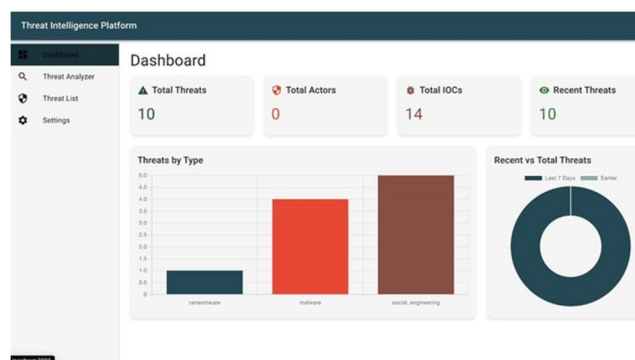 Threat Intelligence Platform
Dashboard
Threat Analyzer
Threat List
Settings
Dashboard
Total Threats
10
Total Actors
0
Total IOCs
14
Recent Threats
10
Threats by Type
5.0
4.5
4.0
3.5
3.0
2.5
2.0
1.5
1.0
0.5
0
ransomware
malware
social_engineering
Recent vs Total Threats
Last 7 Days
Earlier